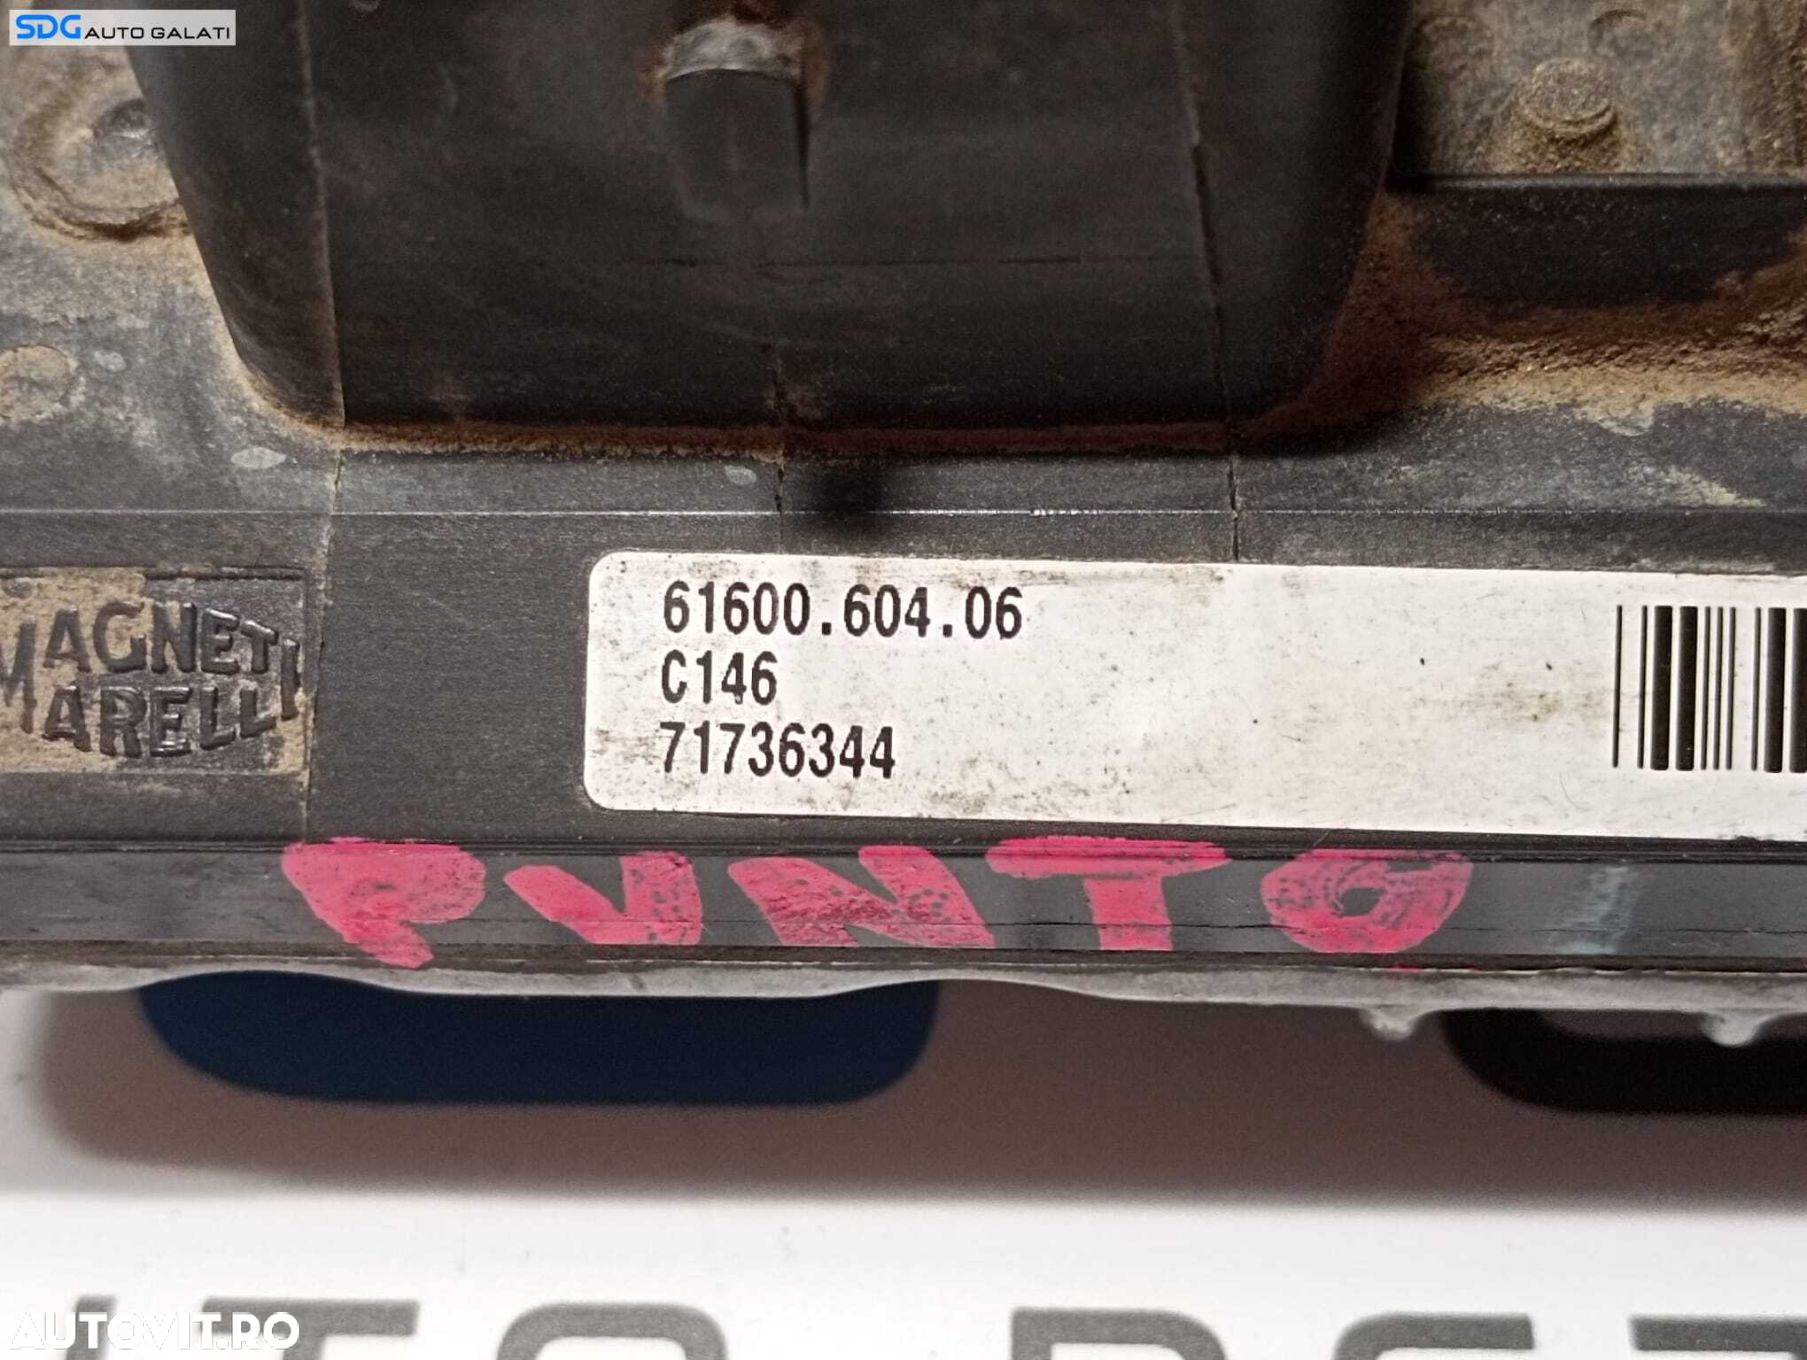 SDG AUTO GALATI
MAGNETI
MARELLI
61600.604.06
C146
71736344
PUNTO
AUTOVIT.RO